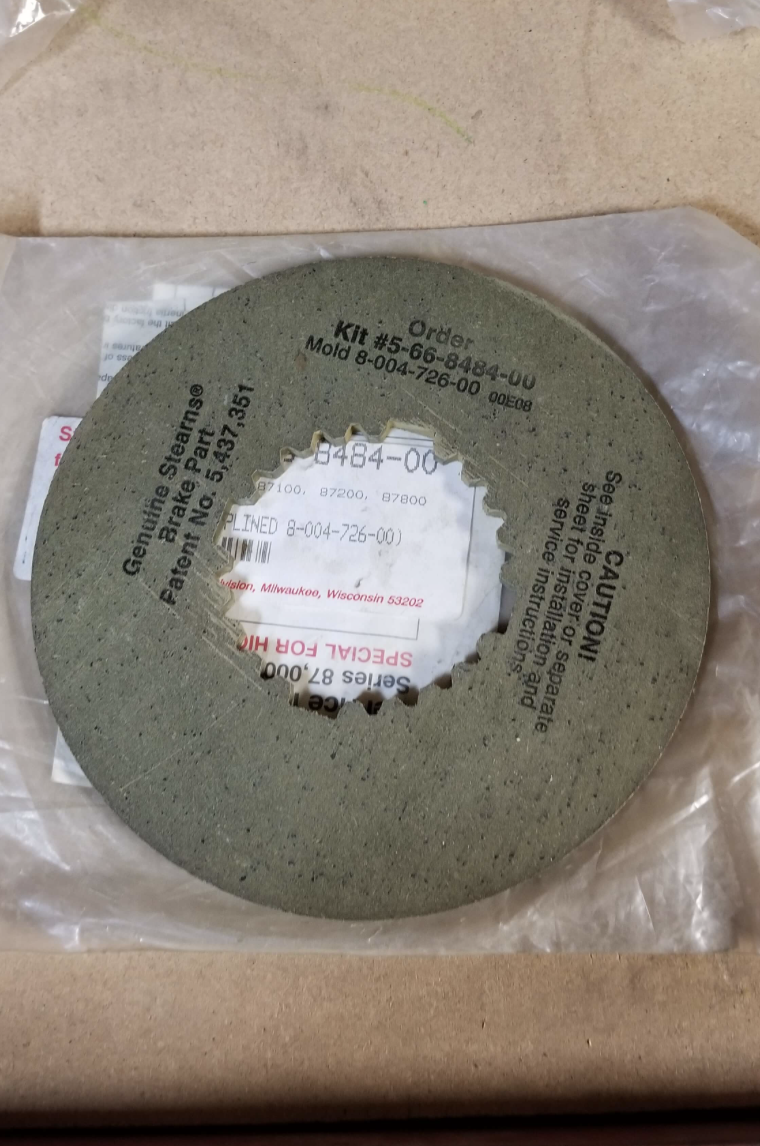 Order
Kit #5-66-8484-00
Mold 8-004-726-00 00E08
Genuine Stearns®
Brake Part
Patent No. 5,437,351
CAUTION!
See inside cover or separate
sheet for installation and
service instructions.
8484-00
87100, 87200, 87800
PLINED 8-004-726-00)
vision, Milwaukee, Wisconsin 53202
SPECIAL FOR HIG
Series 87,000